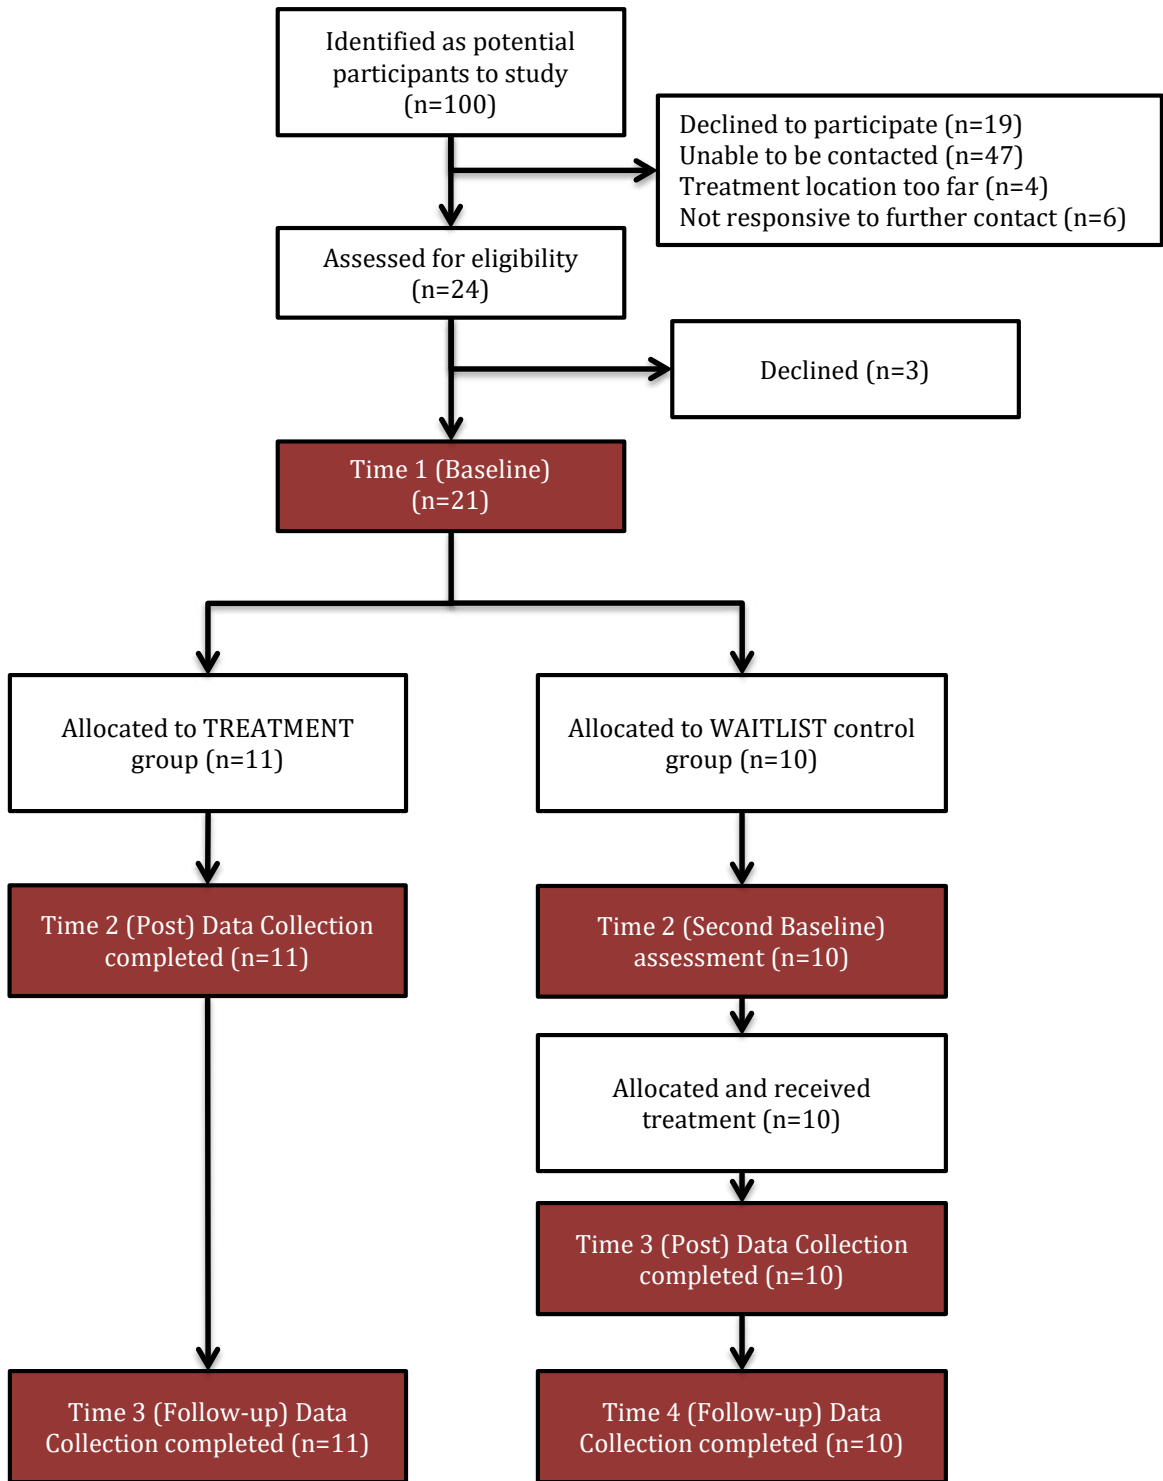 Identified as potential
participants to study
(n=100)
Declined to participate (n=19)
Unable to be contacted (n=47)
Treatment location too far (n=4)
Not responsive to further contact (n=6)
Assessed for eligibility
(n=24)
Declined (n=3)
Time 1 (Baseline)
(n=21)
Allocated to TREATMENT
group (n=11)
Allocated to WAITLIST control
group (n=10)
Time 2 (Post) Data Collection
completed (n=11)
Time 2 (Second Baseline)
assessment (n=10)
Allocated and received
treatment (n=10)
Time 3 (Post) Data Collection
completed (n=10)
Time 3 (Follow-up) Data
Collection completed (n=11)
Time 4 (Follow-up) Data
Collection completed (n=10)